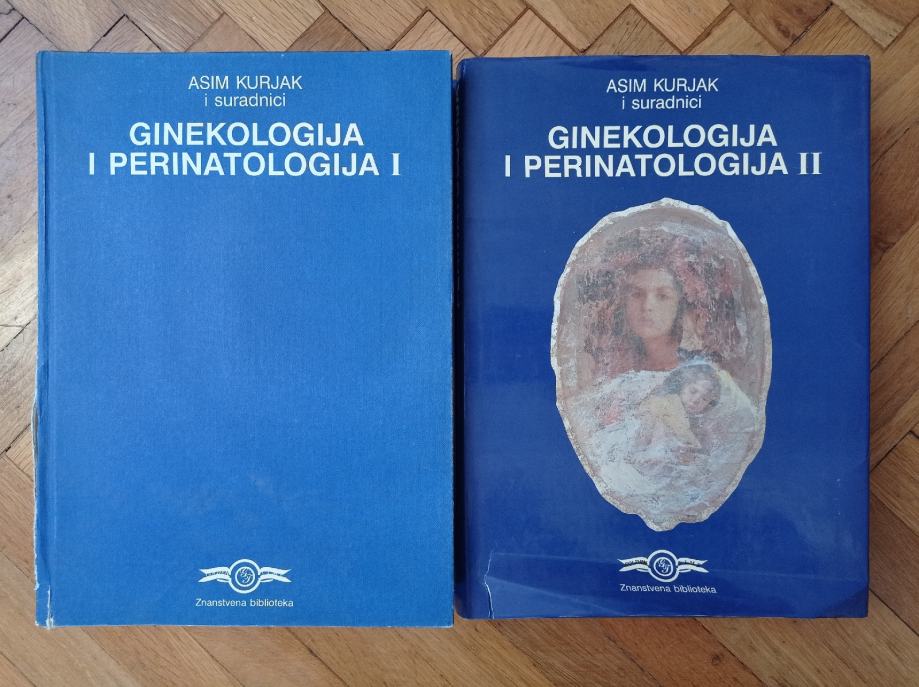 ASIM KURJAK
i suradnici
GINEKOLOGIJA
I PERINATOLOGIJA I
Znanstvena biblioteka
ASIM KURJAK
i suradnici
GINEKOLOGIJA
I PERINATOLOGIJA II
Znanstvena biblioteka